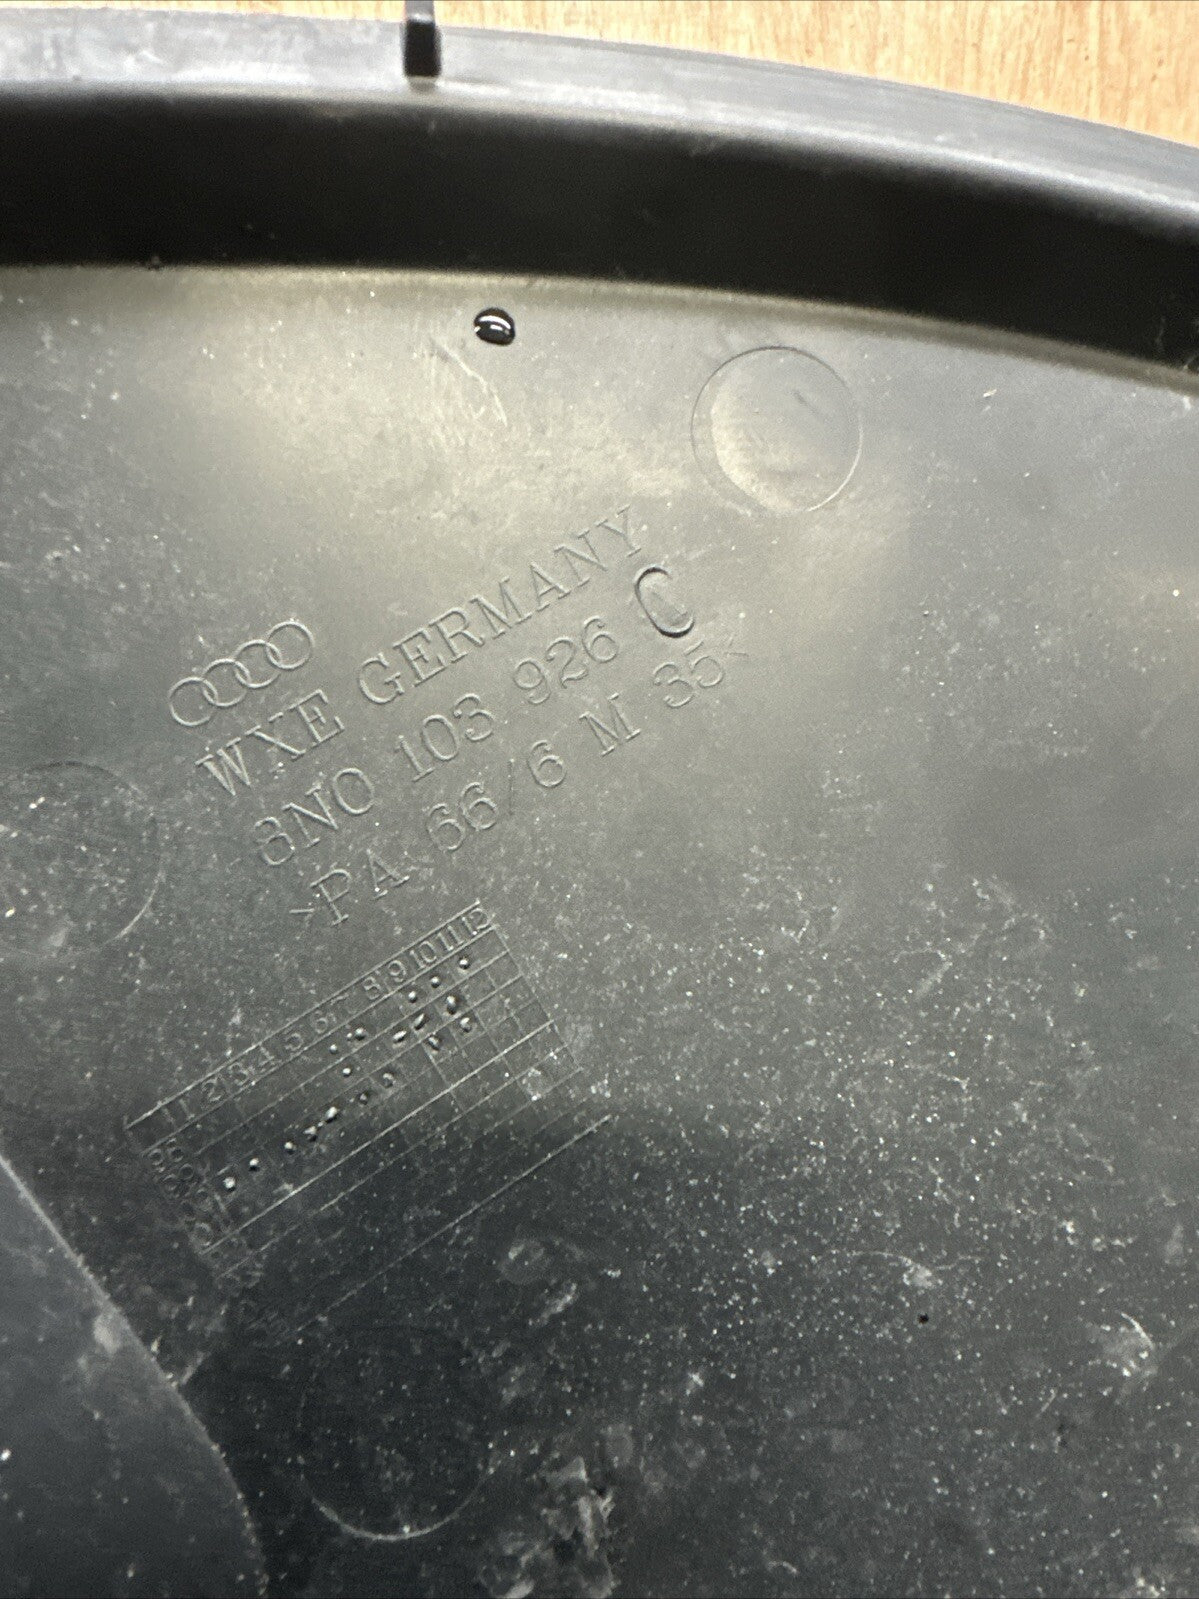 WXE GERMANY
8N0 103 926 C
>PA 66/6 M 35<
1 2 3 4 5 6 7 8 9 10 11 12